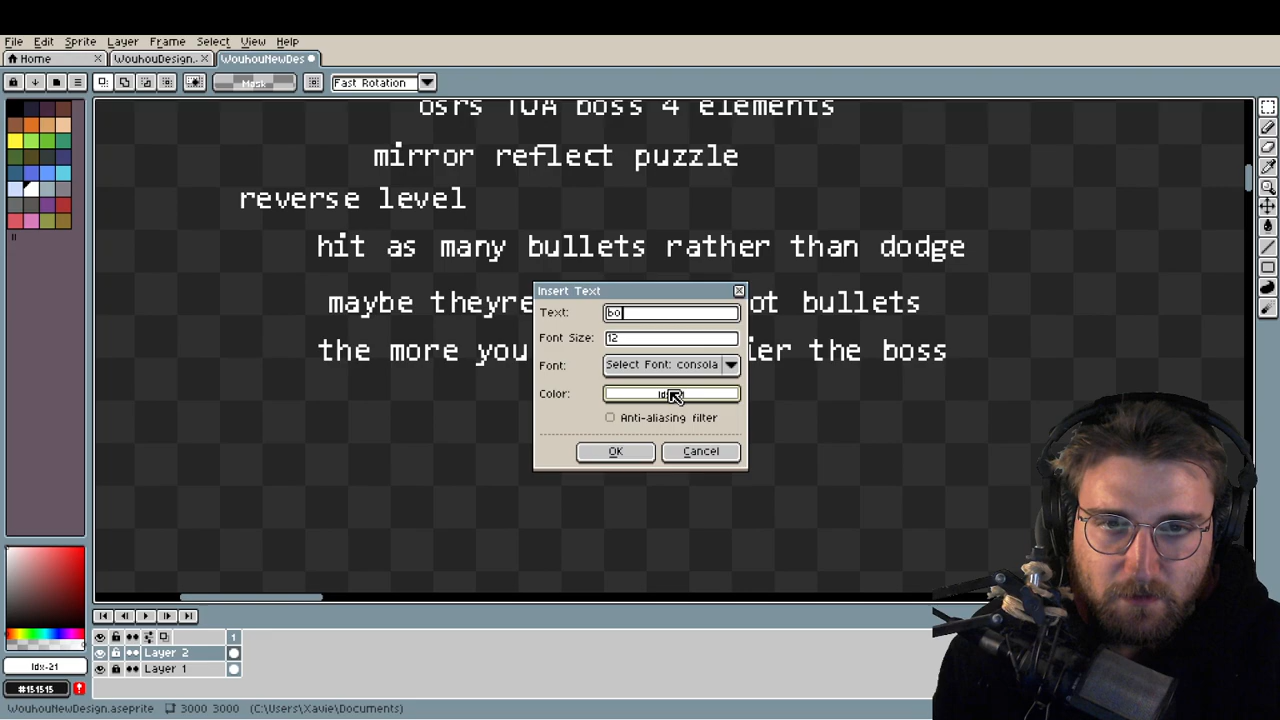 File Edit Sprite Layer Frame Select View Help
Home WouhouDesign. WouhouNewDes
Mask Fast Rotation
osrs TOA boss 4 elements
mirror reflect puzzle
reverse level
hit as many bullets rather than dodge
maybe theyre ot bullets
the more you ier the boss
Insert Text
Text: bo
Font Size: 12
Font: Select Font: consola
Color:
Anti-aliasing filter
OK Cancel
1
Layer 2
Layer 1
Idx-21
#151515
WouhouNewDesign.aseprite 3000 3000 (C:\Users\Xavie\Documents)